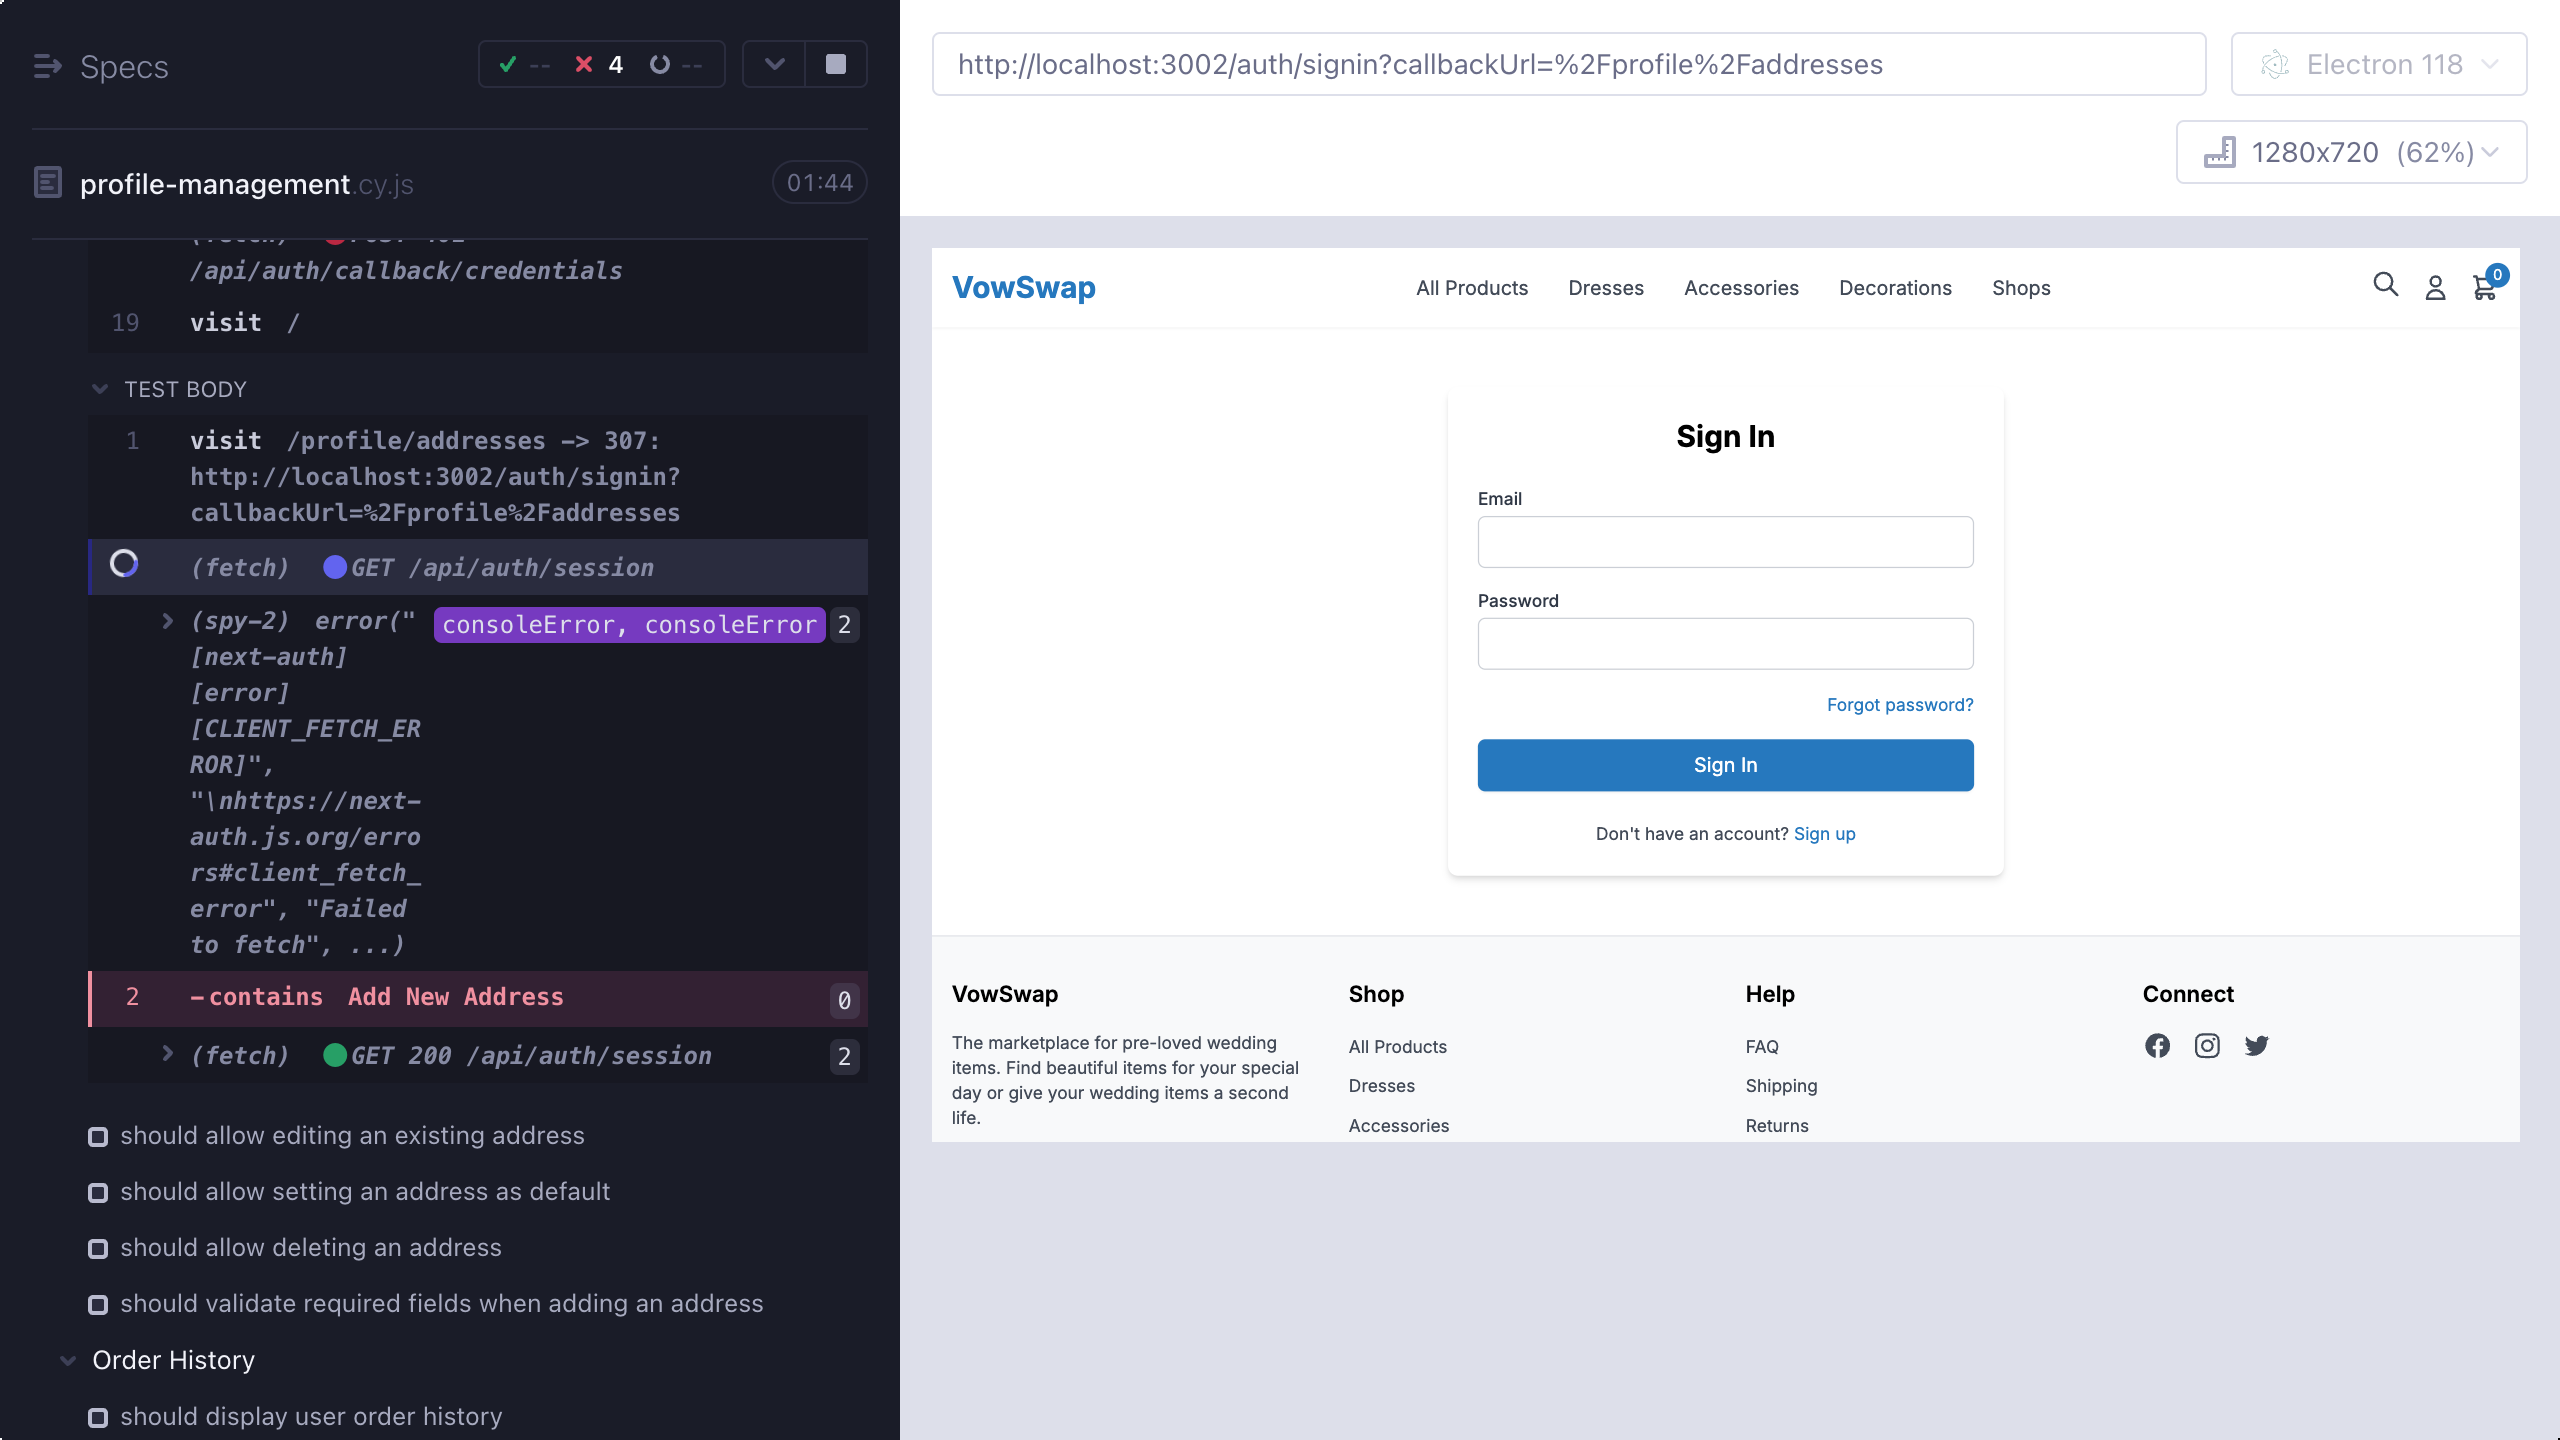 Specs
-- 4 --
profile-management.cy.js
01:44
/api/auth/callback/credentials
19 visit /
TEST BODY
1 visit /profile/addresses -> 307:
http://localhost:3002/auth/signin?
callbackUrl=%2Fprofile%2Faddresses
(fetch) GET /api/auth/session
(spy-2) error(" consoleError, consoleError 2
[next-auth]
[error]
[CLIENT_FETCH_ER
ROR]",
"\nhttps://next-
auth.js.org/erro
rs#client_fetch_
error", "Failed
to fetch", ...)
2 -contains Add New Address 0
(fetch) GET 200 /api/auth/session 2
should allow editing an existing address
should allow setting an address as default
should allow deleting an address
should validate required fields when adding an address
Order History
should display user order history
http://localhost:3002/auth/signin?callbackUrl=%2Fprofile%2Faddresses
Electron 118
1280x720 (62%)
VowSwap
All Products Dresses Accessories Decorations Shops
0
Sign In
Email
Password
Forgot password?
Sign In
Don't have an account? Sign up
VowSwap
The marketplace for pre-loved wedding
items. Find beautiful items for your special
day or give your wedding items a second
life.
Shop
All Products
Dresses
Accessories
Help
FAQ
Shipping
Returns
Connect